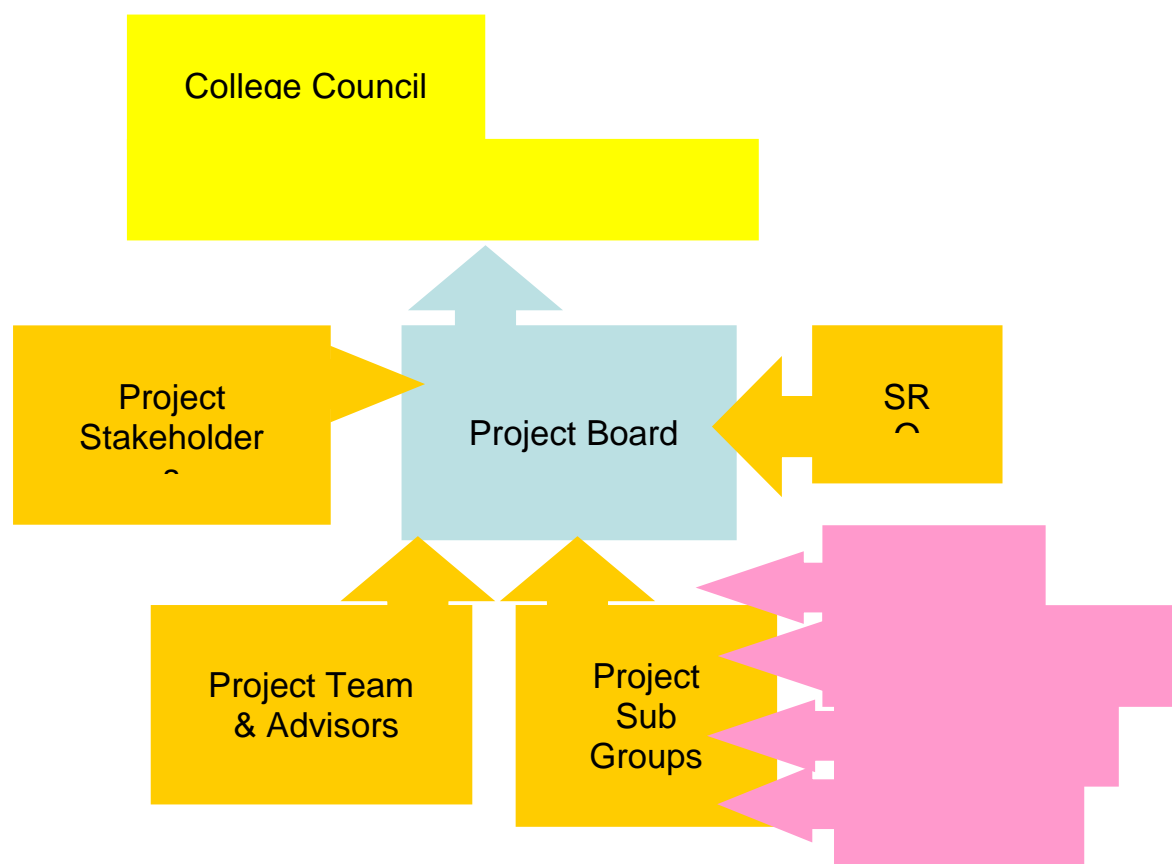 College Council
Project
Stakeholder
s
Project Board
SR
O
Project Team
& Advisors
Project
Sub
Groups